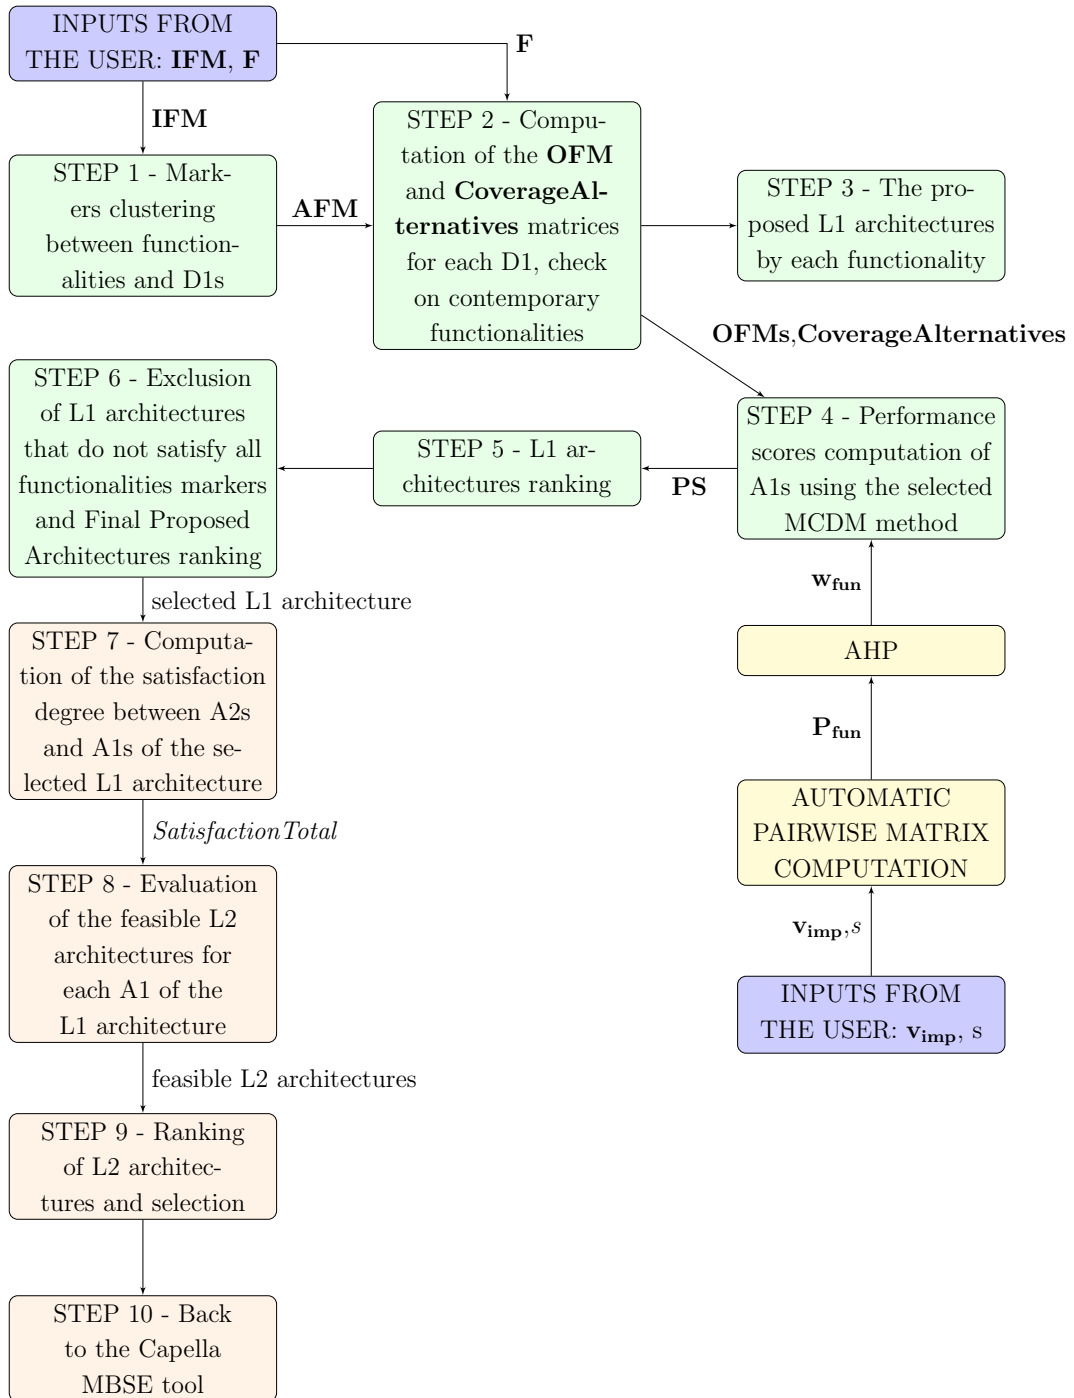 INPUTS FROM
THE USER: IFM, F
F
IFM
STEP 1 - Mark-
ers clustering
between function-
alities and D1s
AFM
STEP 2 - Compu-
tation of the OFM
and CoverageAl-
ternatives matrices
for each D1, check
on contemporary
functionalities
STEP 3 - The pro-
posed L1 architectures
by each functionality
OFMs,CoverageAlternatives
STEP 4 - Performance
scores computation of
A1s using the selected
MCDM method
PS
STEP 5 - L1 ar-
chitectures ranking
STEP 6 - Exclusion
of L1 architectures
that do not satisfy all
functionalities markers
and Final Proposed
Architectures ranking
selected L1 architecture
STEP 7 - Computa-
tion of the satisfaction
degree between A2s
and A1s of the se-
lected L1 architecture
SatisfactionTotal
STEP 8 - Evaluation
of the feasible L2
architectures for
each A1 of the
L1 architecture
feasible L2 architectures
STEP 9 - Ranking
of L2 architec-
tures and selection
STEP 10 - Back
to the Capella
MBSE tool
w_fun
AHP
P_fun
AUTOMATIC
PAIRWISE MATRIX
COMPUTATION
v_imp,s
INPUTS FROM
THE USER: v_imp, s